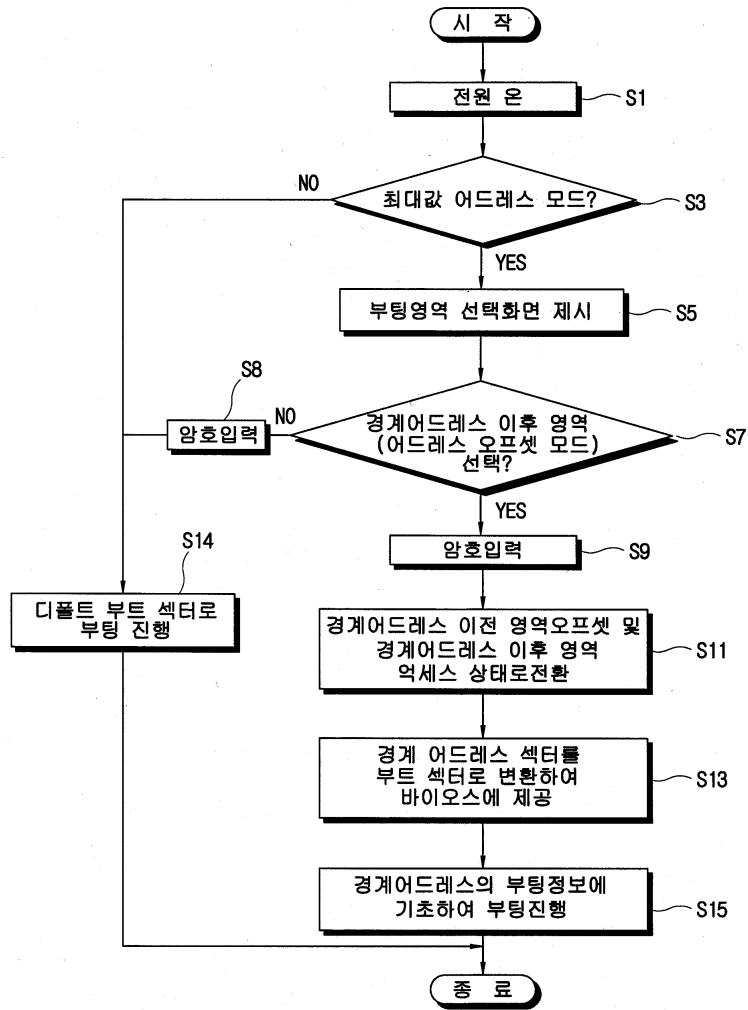 시 작
전원 온
S1
NO
최대값 어드레스 모드?
S3
YES
부팅영역 선택화면 제시
S5
S8
암호입력
NO
경계어드레스 이후 영역
(어드레스 오프셋 모드)
선택?
S7
YES
암호입력
S9
S14
디폴트 부트 섹터로
부팅 진행
경계어드레스 이전 영역오프셋 및
경계어드레스 이후 영역
억세스 상태로전환
S11
경계 어드레스 섹터를
부트 섹터로 변환하여
바이오스에 제공
S13
경계어드레스의 부팅정보에
기초하여 부팅진행
S15
종 료